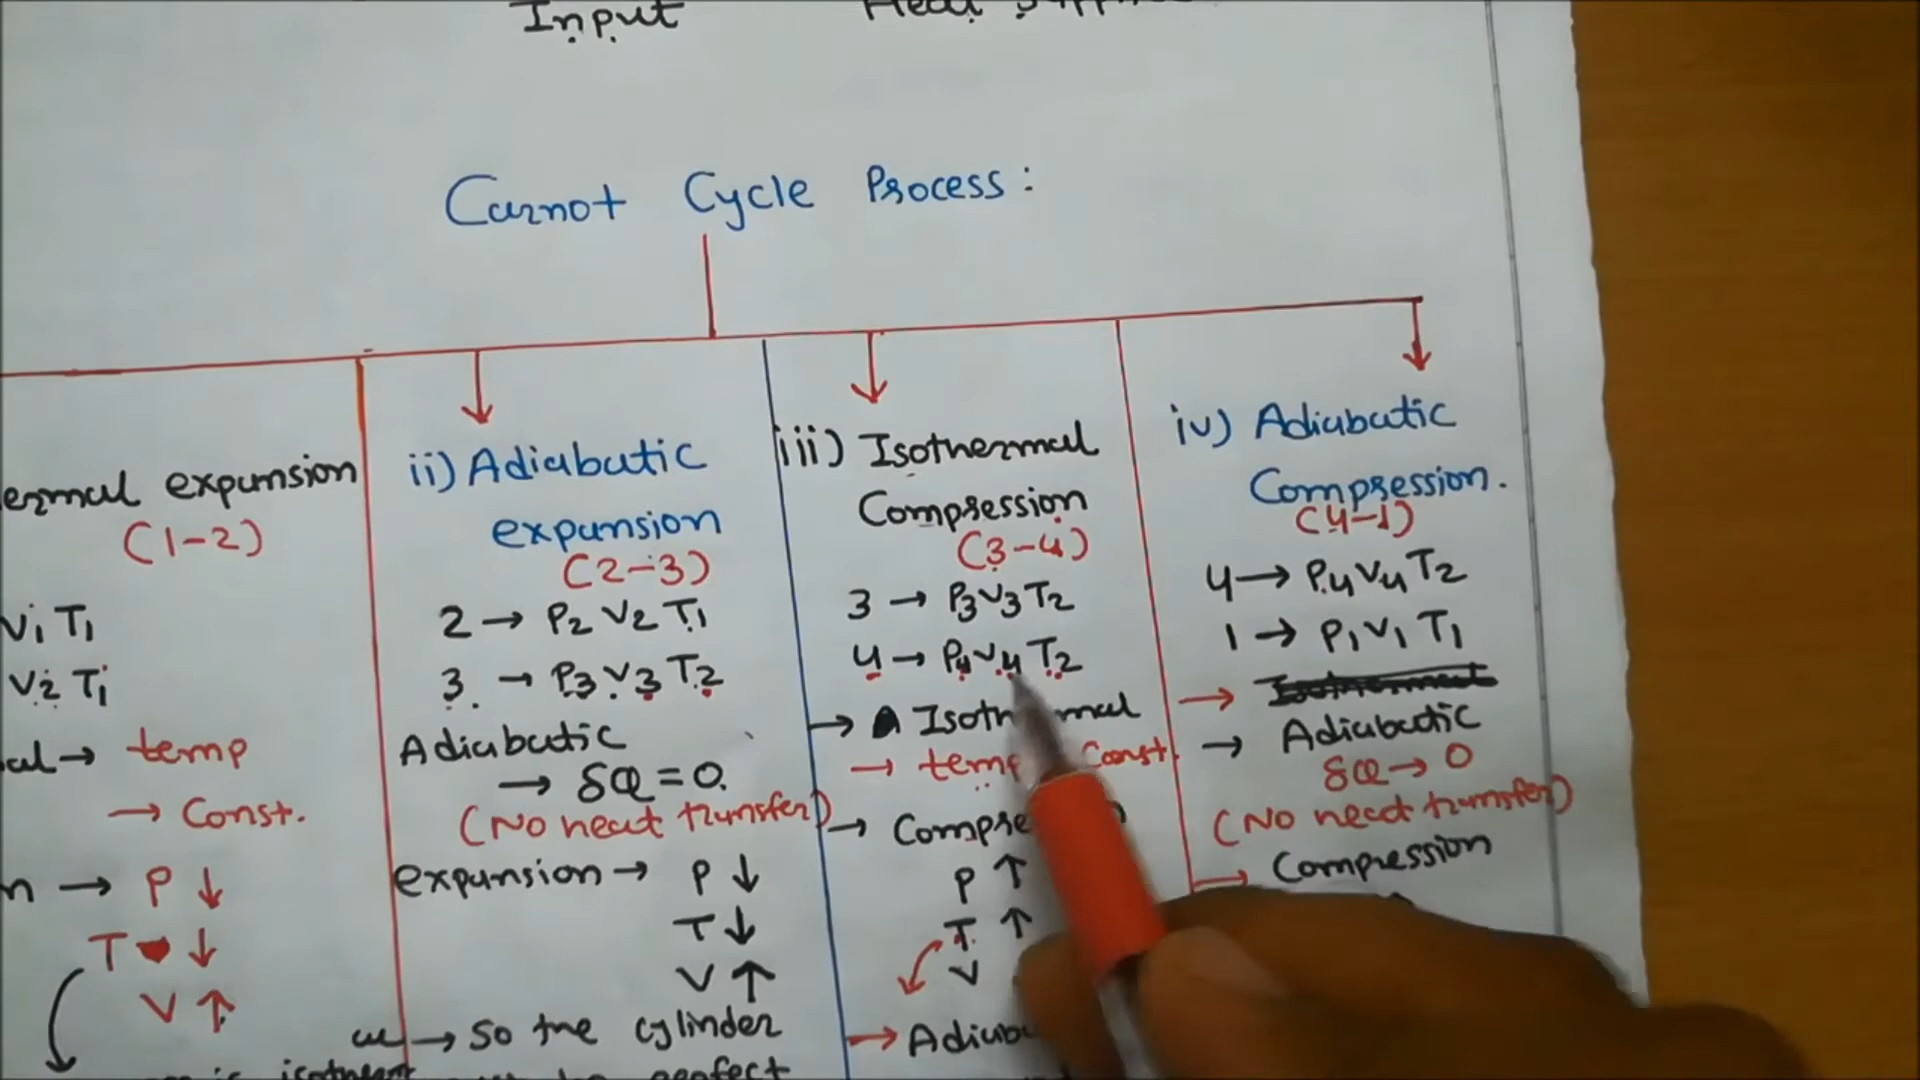 Input
Carnot Cycle Process:
expansion
(1-2)
V1 T1
V2 T1
→ temp
→ Const.
→ P ↓
T ↓
V ↑
ii) Adiabatic
expansion
(2-3)
2 → P2 V2 T1
3. → P3 V3 T2
Adiabatic
→ δQ = 0.
(No heat transfer)
expansion → P ↓
T ↓
V ↑
→ So the cylinder
perfect
iii) Isothermal
Compression
(3-4)
3 → P3 V3 T2
4 → P4 V4 T2
→ Isothermal
→ temp Const.
→ Compression
P ↑
T ↑
V
→
iv) Adiabatic
Compression.
(4-1)
4 → P4 V4 T2
1 → P1 V1 T1
→
→ Adiabatic
δQ → 0
(No heat transfer)
→ Compression